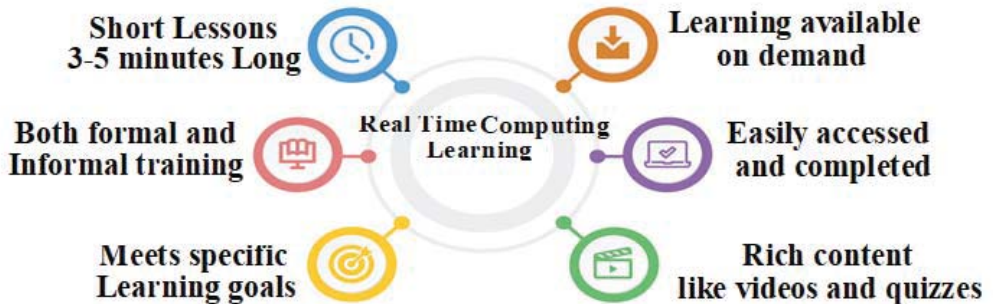 Short Lessons
3-5 minutes Long
Learning available
on demand
Both formal and
Informal training
Real Time Computing
Learning
Easily accessed
and completed
Meets specific
Learning goals
Rich content
like videos and quizzes